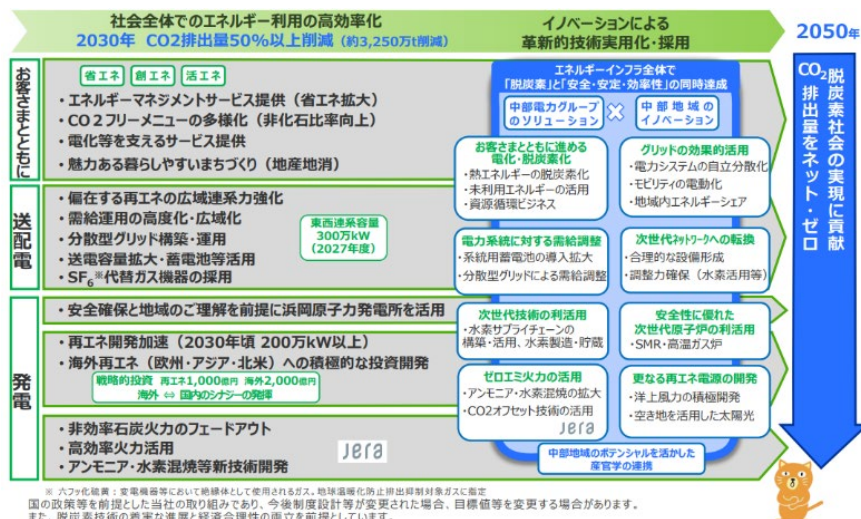 社会全体でのエネルギー利用の高効率化
2030年 CO2排出量50%以上削減（約3,250万t削減）
イノベーションによる
革新的技術実用化・採用
2050年
お客さまとともに
省エネ 創エネ 活エネ
・エネルギーマネジメントサービス提供（省エネ拡大）
・CO2フリーメニューの多様化（非化石比率向上）
・電化等を支えるサービス提供
・魅力ある暮らしやすいまちづくり（地産地消）
送配電
・偏在する再エネの広域連系力強化
・需給運用の高度化・広域化
・分散型グリッド構築・運用
・送電容量拡大・蓄電池等活用
・SF6※代替ガス機器の採用
東西連系容量
300万kW
（2027年度）
発電
・安全確保と地域のご理解を前提に浜岡原子力発電所を活用
・再エネ開発加速（2030年頃 200万kW以上）
・海外再エネ（欧州・アジア・北米）への積極的な投資開発
戦略的投資 再エネ1,000億円 海外2,000億円
海外 ⇔ 国内のシナジーの発揮
・非効率石炭火力のフェードアウト
・高効率火力活用
・アンモニア・水素混焼等新技術開発
Jera
エネルギーインフラ全体で
「脱炭素」と「安全・安定・効率性」の同時達成
中部電力グループ
のソリューション
×
中部地域の
イノベーション
お客さまとともに進める
電化・脱炭素化
・熱エネルギーの脱炭素化
・未利用エネルギーの活用
・資源循環ビジネス
グリッドの効果的活用
・電力システムの自立分散化
・モビリティの電動化
・地域内エネルギーシェア
電力系統に対する需給調整
・系統用蓄電池の導入拡大
・分散型グリッドによる需給調整
次世代ネットワークへの転換
・合理的な設備形成
・調整力確保（水素活用等）
次世代技術の利活用
・水素サプライチェーンの
構築・活用、水素製造・貯蔵
安全性に優れた
次世代原子炉の利活用
・SMR・高温ガス炉
ゼロエミ火力の活用
・アンモニア・水素混焼の拡大
・CO2オフセット技術の活用
Jera
更なる再エネ電源の開発
・洋上風力の積極開発
・空き地を活用した太陽光
中部地域のポテンシャルを活かした
産官学の連携
脱炭素社会の実現に貢献
CO2排出量をネット・ゼロ
※ 六フッ化硫黄：変電機器等において絶縁体として使用されるガス。地球温暖化防止排出抑制対象ガスに指定
国の政策等を前提とした当社の取り組みであり、今後制度設計等が変更された場合、目標値等を変更する場合があります。
また、脱炭素技術の着実な進展と経済合理性の両立を前提としています。